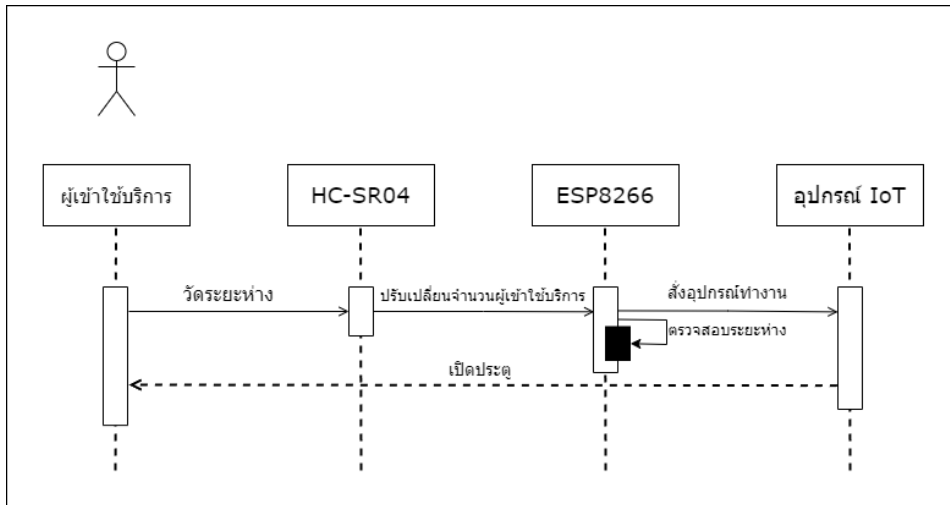 ผู้เข้าใช้บริการ
HC-SR04
ESP8266
อุปกรณ์ IoT
วัดระยะห่าง
ปรับเปลี่ยนจำนวนผู้เข้าใช้บริการ
สั่งอุปกรณ์ทำงาน
ตรวจสอบระยะห่าง
เปิดประตู